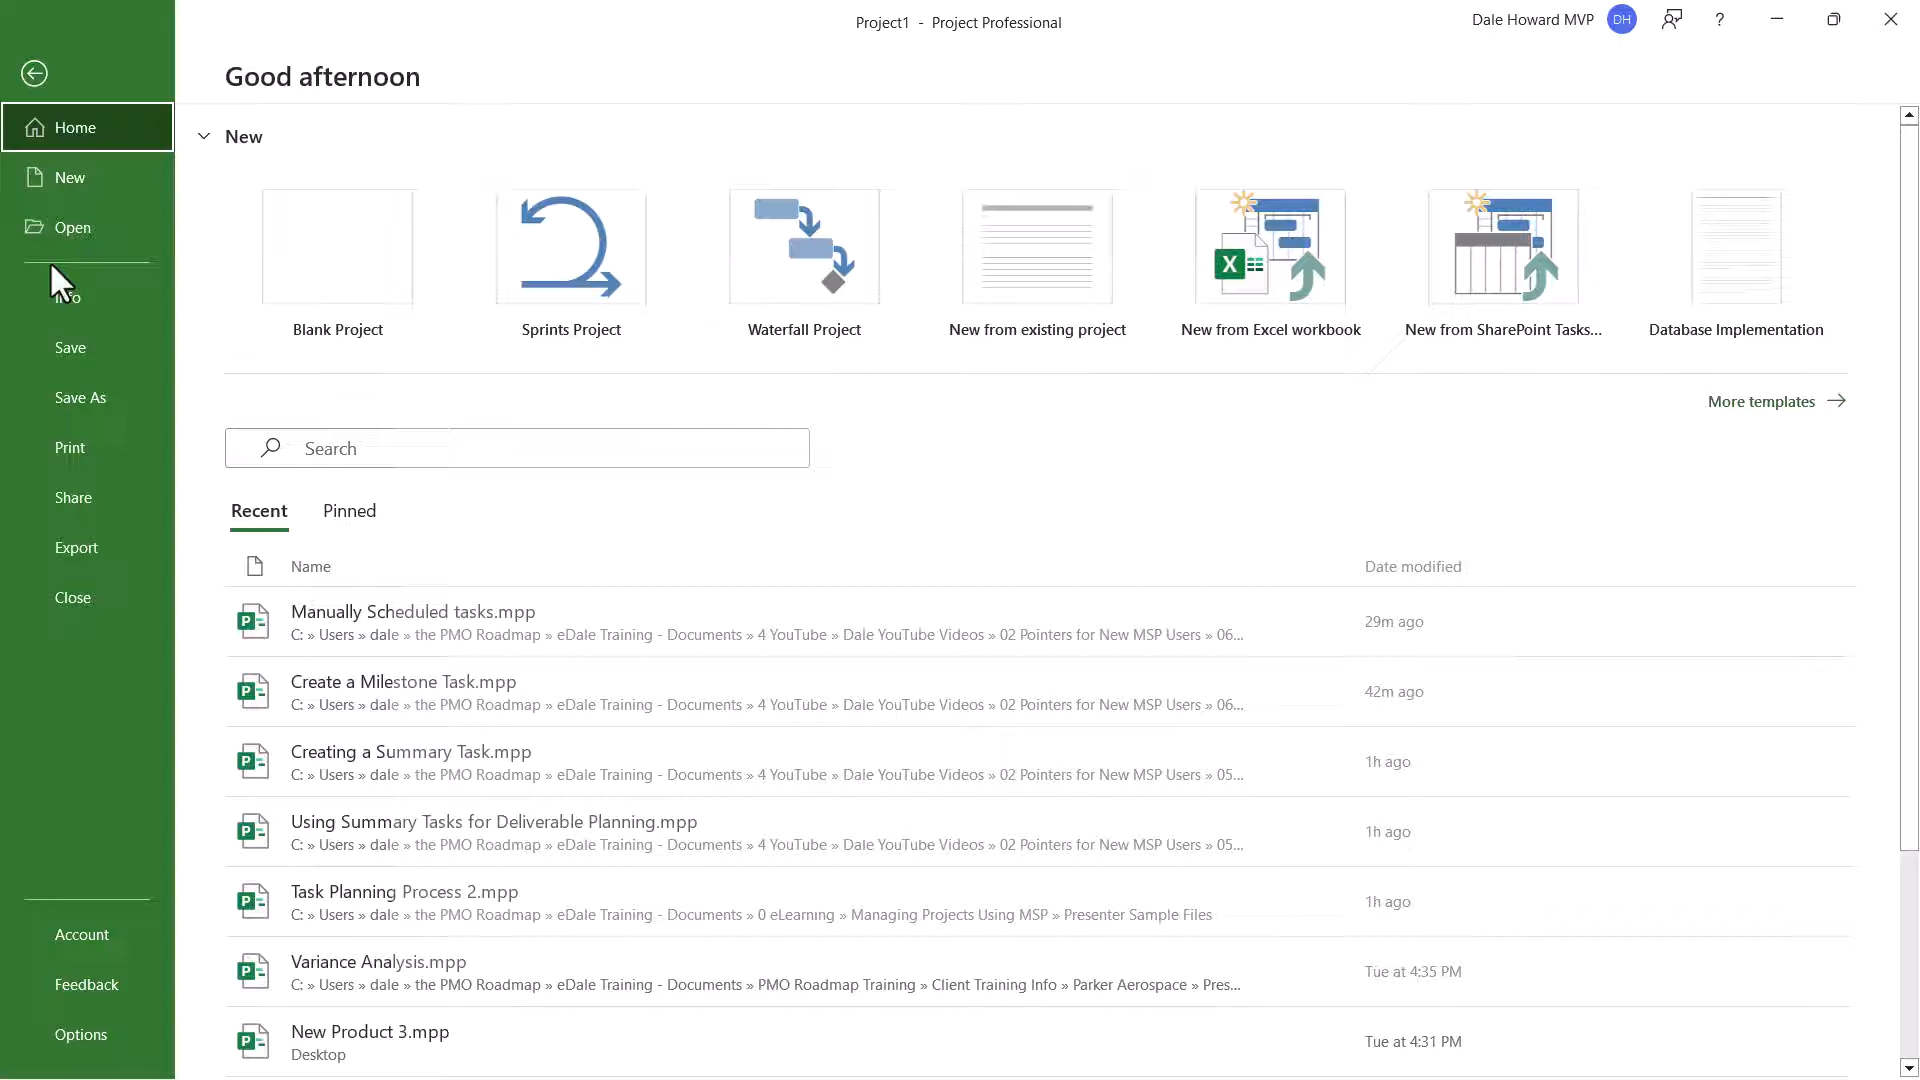 Project1 - Project Professional
Dale Howard MVP DH ?
Good afternoon
Home
New
Open
Info
Save
Save As
Print
Share
Export
Close
Account
Feedback
Options
New
Blank Project
Sprints Project
Waterfall Project
New from existing project
New from Excel workbook
New from SharePoint Tasks...
Database Implementation
More templates
Search
Recent Pinned
Name Date modified
Manually Scheduled tasks.mpp
C: » Users » dale » the PMO Roadmap » eDale Training - Documents » 4 YouTube » Dale YouTube Videos » 02 Pointers for New MSP Users » 06...
29m ago
Create a Milestone Task.mpp
C: » Users » dale » the PMO Roadmap » eDale Training - Documents » 4 YouTube » Dale YouTube Videos » 02 Pointers for New MSP Users » 06...
42m ago
Creating a Summary Task.mpp
C: » Users » dale » the PMO Roadmap » eDale Training - Documents » 4 YouTube » Dale YouTube Videos » 02 Pointers for New MSP Users » 05...
1h ago
Using Summary Tasks for Deliverable Planning.mpp
C: » Users » dale » the PMO Roadmap » eDale Training - Documents » 4 YouTube » Dale YouTube Videos » 02 Pointers for New MSP Users » 05...
1h ago
Task Planning Process 2.mpp
C: » Users » dale » the PMO Roadmap » eDale Training - Documents » 0 eLearning » Managing Projects Using MSP » Presenter Sample Files
1h ago
Variance Analysis.mpp
C: » Users » dale » the PMO Roadmap » eDale Training - Documents » PMO Roadmap Training » Client Training Info » Parker Aerospace » Pres...
Tue at 4:35 PM
New Product 3.mpp
Desktop
Tue at 4:31 PM